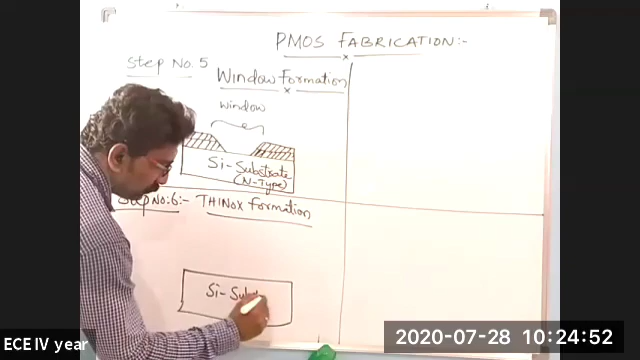 PMOS FABRICATION:-
Step No. 5
Window Formation
window
Si-Substrate
(N-Type)
Step No:6:- THINOX Formation
Si-Sub
ECE IV year
2020-07-28 10:24:52